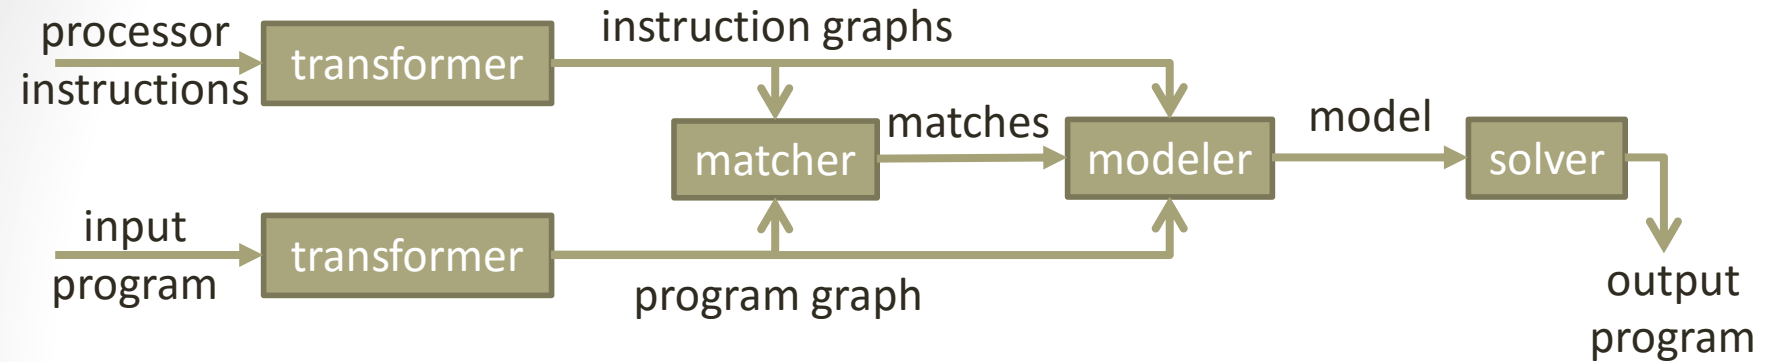 processor
instructions
transformer
instruction graphs
matcher
matches
modeler
model
solver
input
program
transformer
program graph
output
program